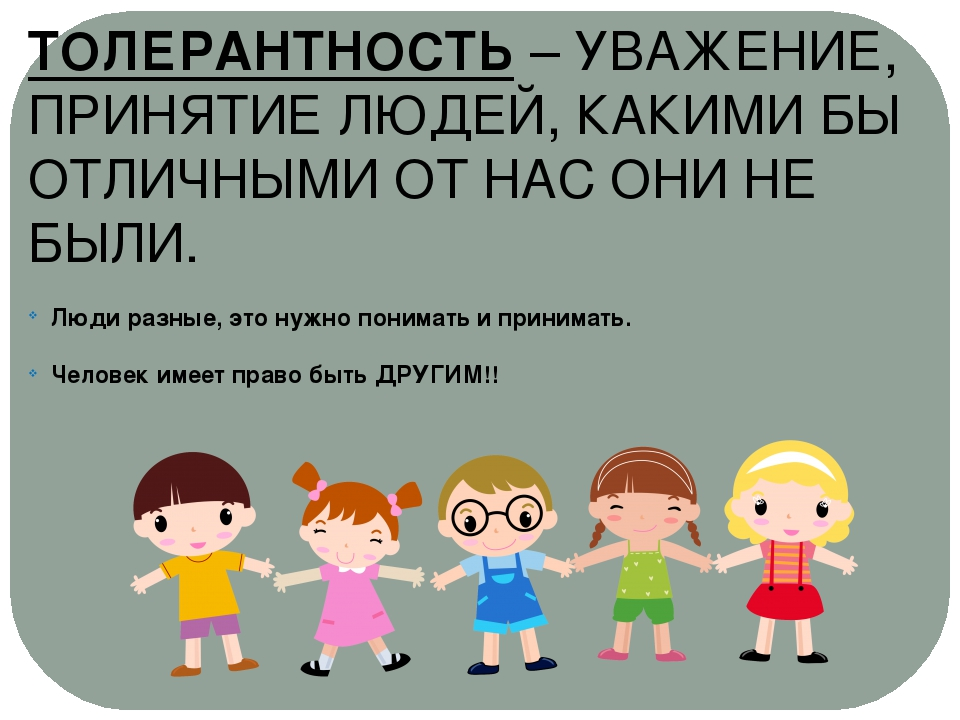 ТОЛЕРАНТНОСТЬ – УВАЖЕНИЕ,
ПРИНЯТИЕ ЛЮДЕЙ, КАКИМИ БЫ
ОТЛИЧНЫМИ ОТ НАС ОНИ НЕ
БЫЛИ.
Люди разные, это нужно понимать и принимать.
Человек имеет право быть ДРУГИМ!!